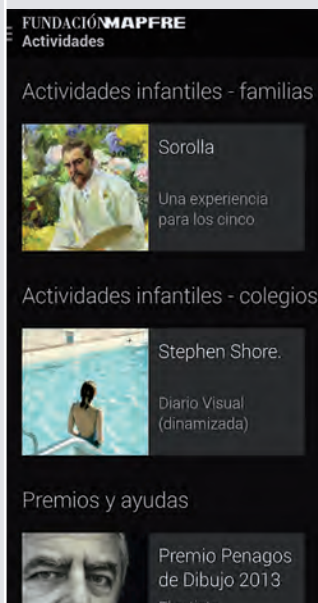 FUNDACIÓNMAPFRE
Actividades
Actividades infantiles - familias
Sorolla
Una experiencia
para los cinco
Actividades infantiles - colegios
Stephen Shore.
Diario Visual
(dinamizada)
Premios y ayudas
Premio Penagos
de Dibujo 2013